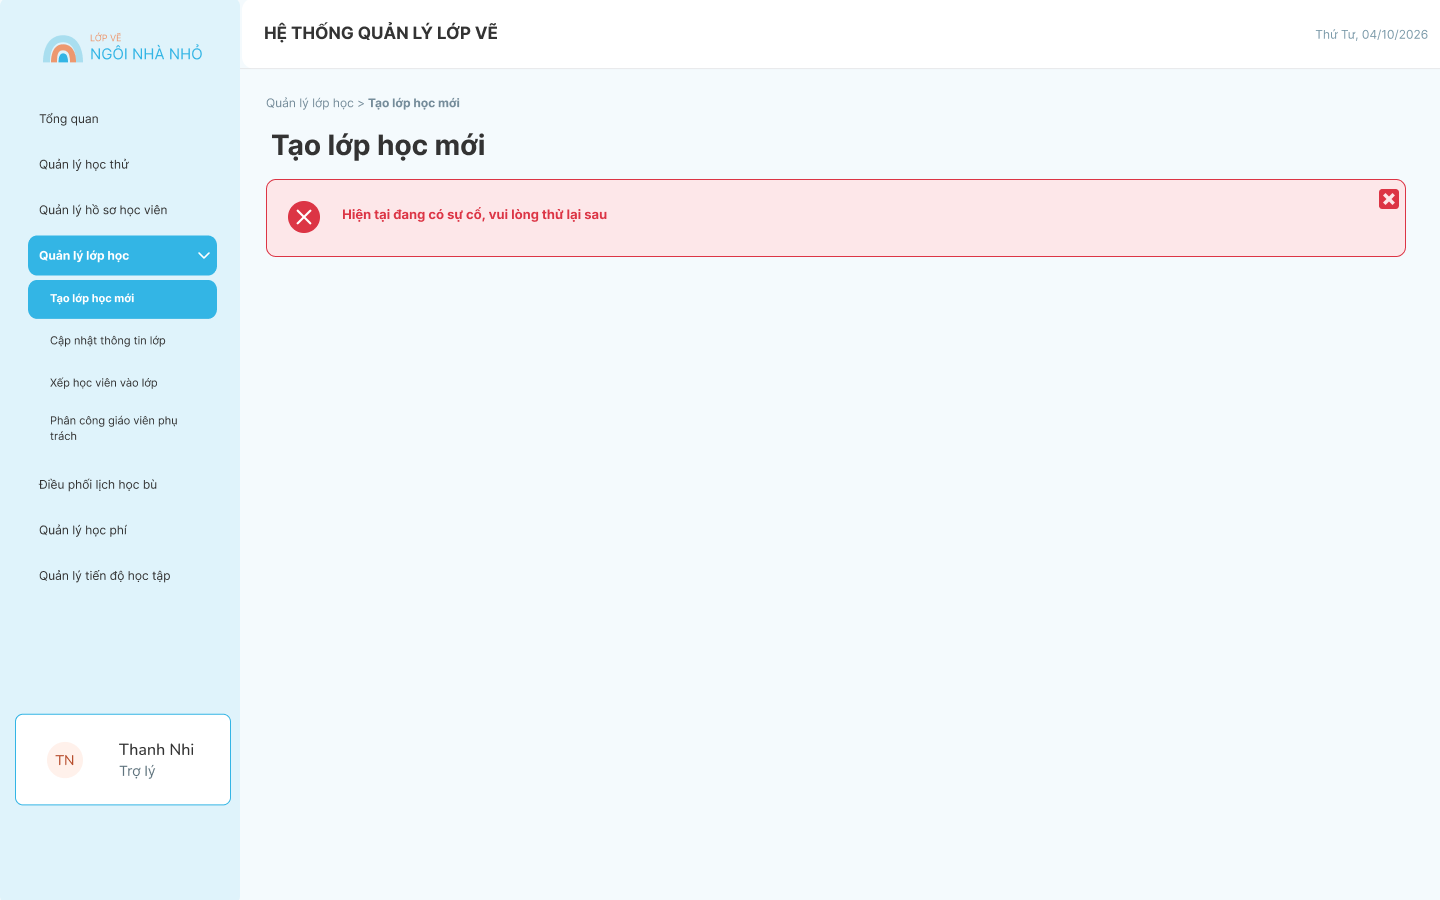 LỚP VẼ
NGÔI NHÀ NHỎ
HỆ THỐNG QUẢN LÝ LỚP VẼ
Thứ Tư, 04/10/2026
Tổng quan
Quản lý học thử
Quản lý hồ sơ học viên
Quản lý lớp học
Tạo lớp học mới
Cập nhật thông tin lớp
Xếp học viên vào lớp
Phân công giáo viên phụ
trách
Điều phối lịch học bù
Quản lý học phí
Quản lý tiến độ học tập
TN
Thanh Nhi
Trợ lý
Quản lý lớp học > Tạo lớp học mới
Tạo lớp học mới
Hiện tại đang có sự cố, vui lòng thử lại sau